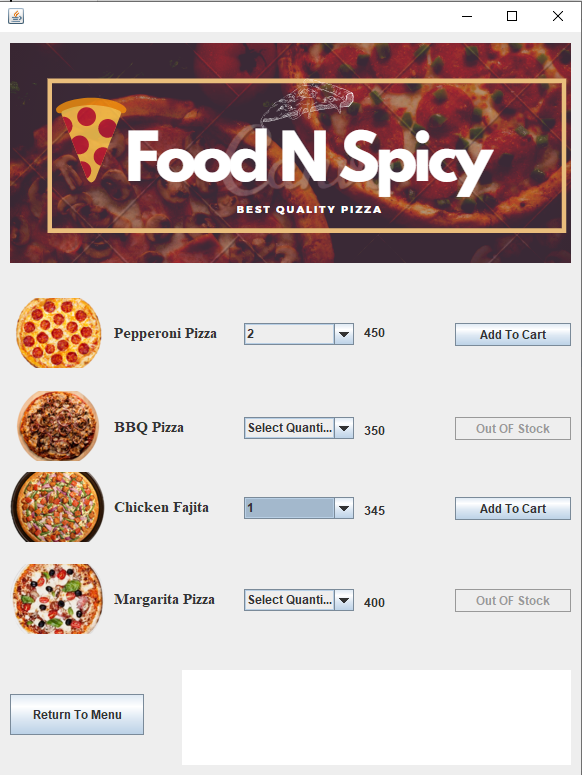 Food N Spicy
BEST QUALITY PIZZA
Pepperoni Pizza 2 450 Add To Cart
BBQ Pizza Select Quanti... 350 Out OF Stock
Chicken Fajita 1 345 Add To Cart
Margarita Pizza Select Quanti... 400 Out OF Stock
Return To Menu